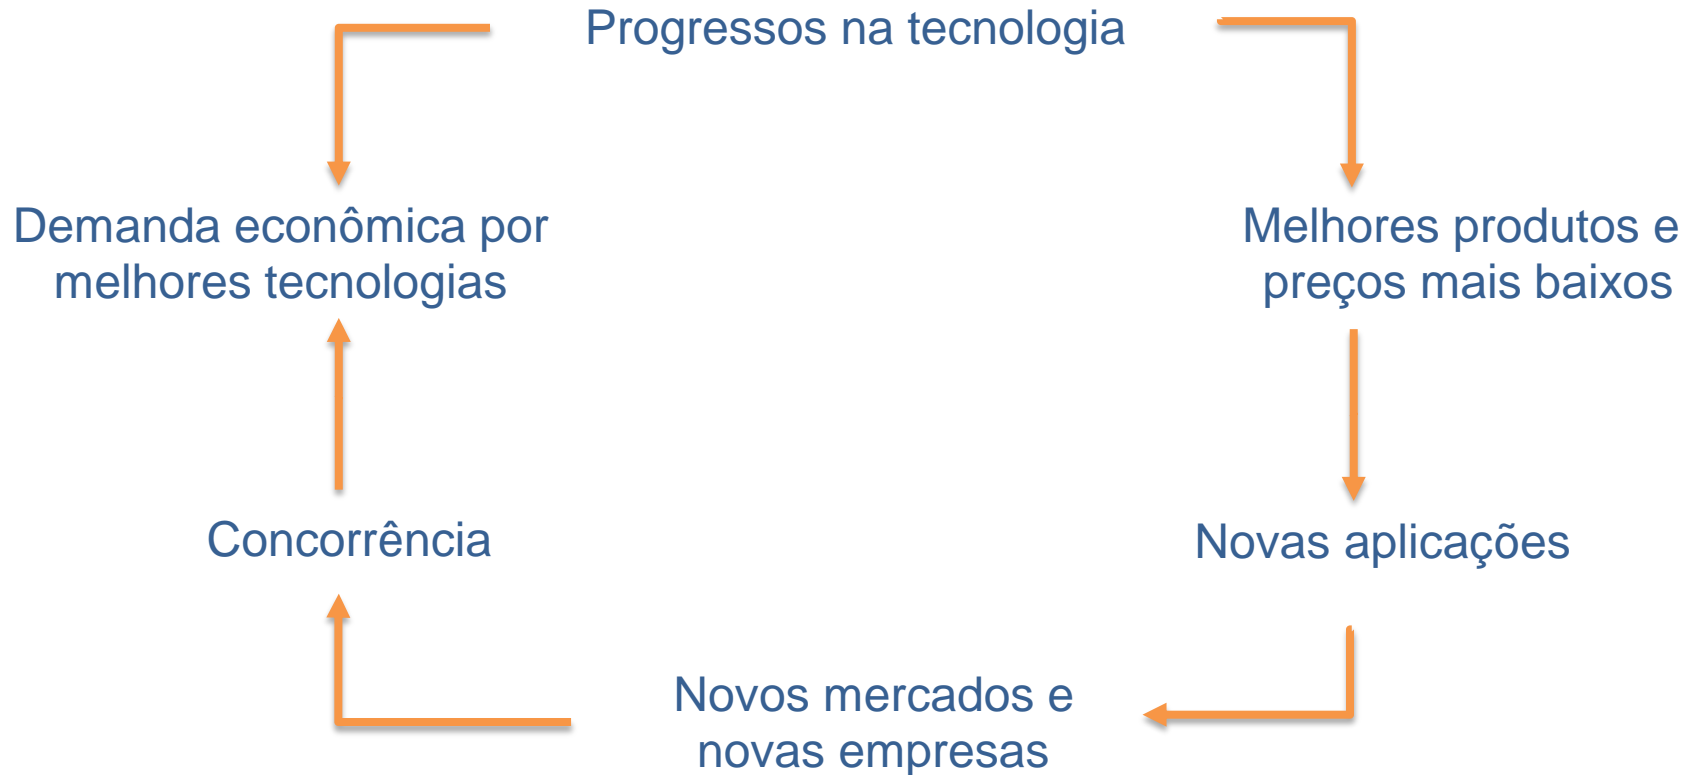 Progressos na tecnologia
Demanda econômica por
melhores tecnologias
Melhores produtos e
preços mais baixos
Concorrência
Novas aplicações
Novos mercados e
novas empresas